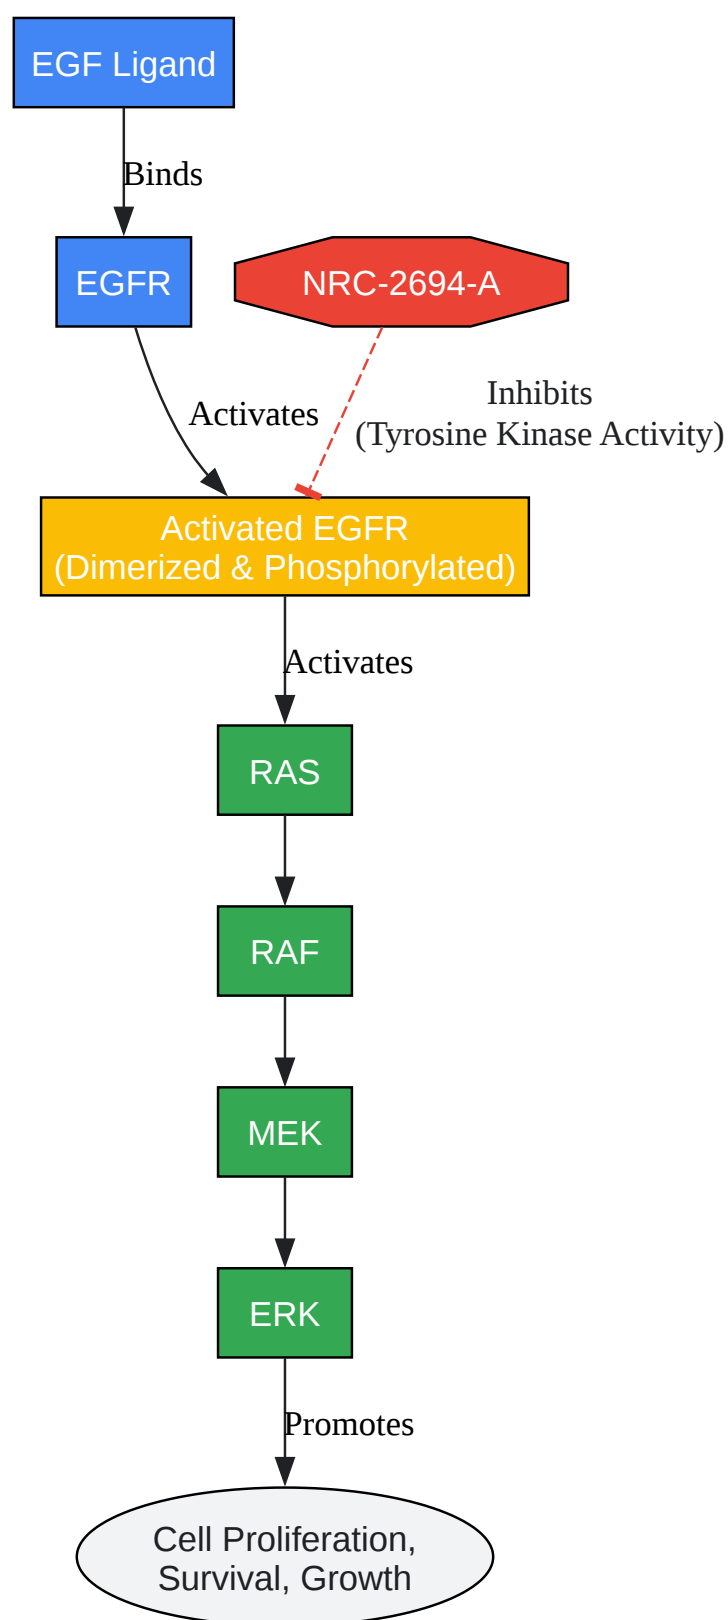 EGF Ligand
Binds
EGFR
NRC-2694-A
Activates
Inhibits
(Tyrosine Kinase Activity)
Activated EGFR
(Dimerized & Phosphorylated)
Activates
RAS
RAF
MEK
ERK
Promotes
Cell Proliferation,
Survival, Growth